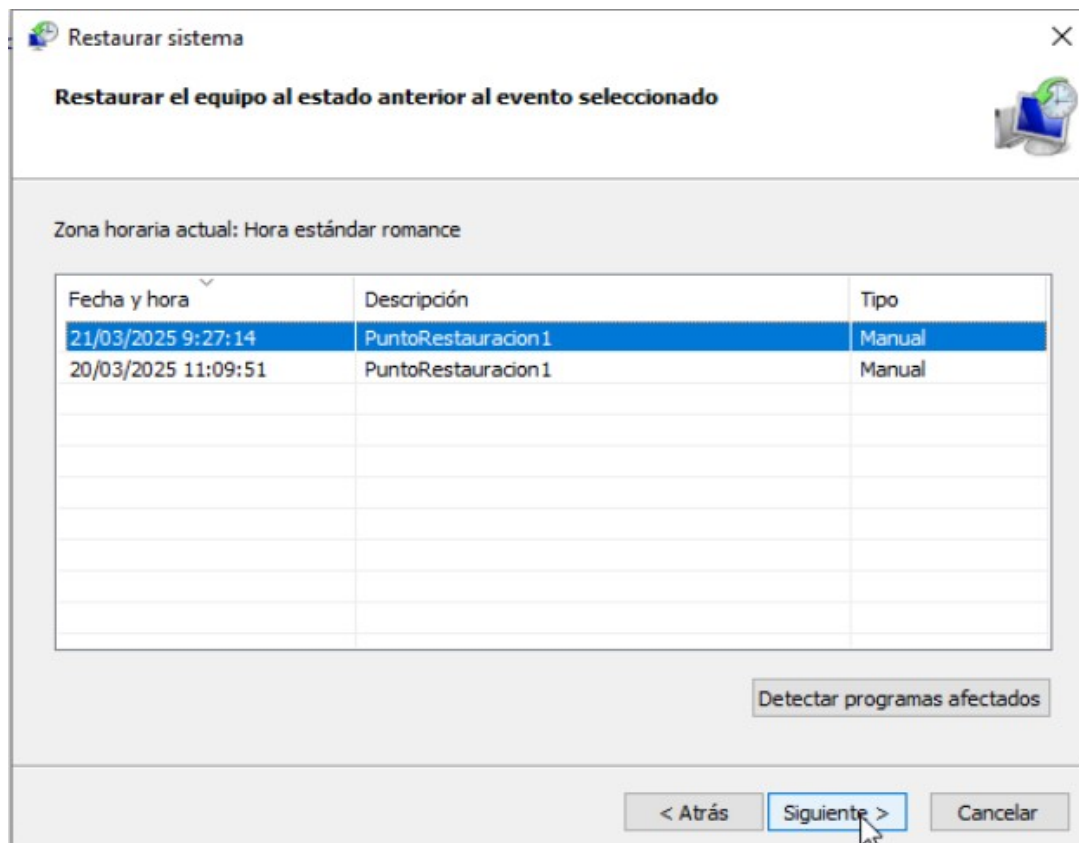 Restaurar sistema
Restaurar el equipo al estado anterior al evento seleccionado
Zona horaria actual: Hora estándar romance
Fecha y hora Descripción Tipo
21/03/2025 9:27:14 PuntoRestauracion1 Manual
20/03/2025 11:09:51 PuntoRestauracion1 Manual
Detectar programas afectados
< Atrás Siguiente > Cancelar